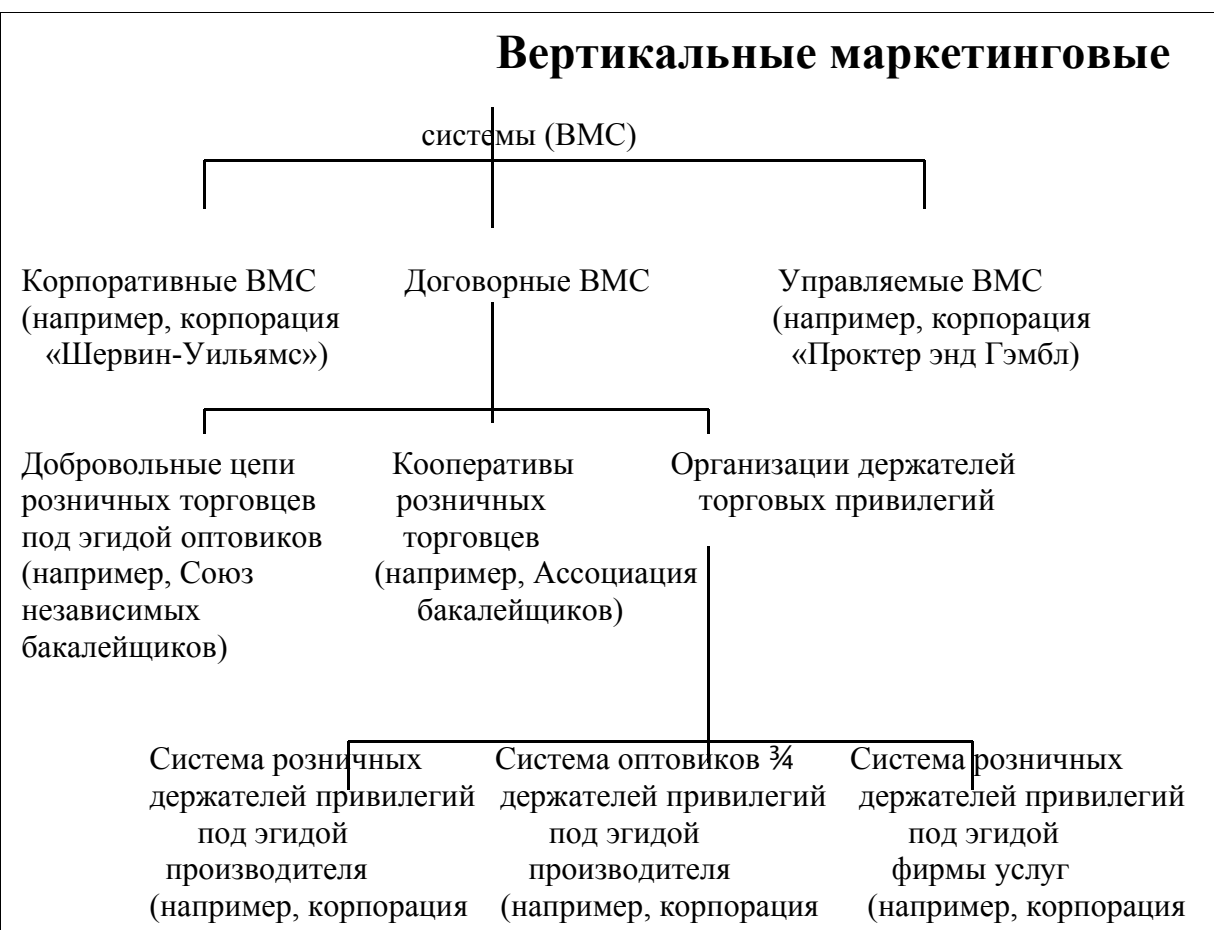 Вертикальные маркетинговые
системы (ВМС)
Корпоративные ВМС
(например, корпорация
«Шервин-Уильямс»)
Договорные ВМС
Управляемые ВМС
(например, корпорация
«Проктер энд Гэмбл)
Добровольные цепи
розничных торговцев
под эгидой оптовиков
(например, Союз
независимых
бакалейщиков)
Кооперативы
розничных
торговцев
(например, Ассоциация
бакалейщиков)
Организации держателей
торговых привилегий
Система розничных
держателей привилегий
под эгидой
производителя
(например, корпорация
Система оптовиков ¾
держателей привилегий
под эгидой
производителя
(например, корпорация
Система розничных
держателей привилегий
под эгидой
фирмы услуг
(например, корпорация